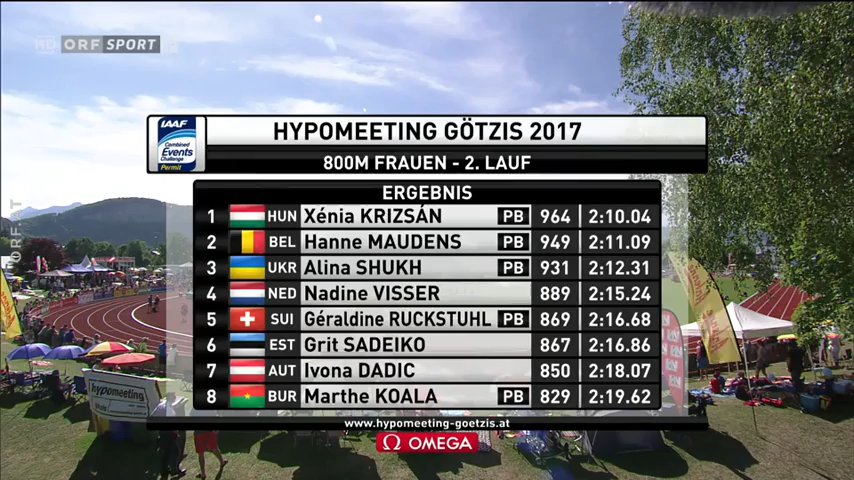 HD ORF SPORT
IAAF
Combined
Events
Challenge
Permit
HYPOMEETING GÖTZIS 2017
800M FRAUEN - 2. LAUF
ERGEBNIS
1 HUN Xénia KRIZSÁN PB 964 2:10.04
2 BEL Hanne MAUDENS PB 949 2:11.09
3 UKR Alina SHUKH PB 931 2:12.31
4 NED Nadine VISSER 889 2:15.24
5 SUI Géraldine RUCKSTUHL PB 869 2:16.68
6 EST Grit SADEIKO 867 2:16.86
7 AUT Ivona DADIC 850 2:18.07
8 BUR Marthe KOALA PB 829 2:19.62
www.hypomeeting-goetzis.at
Ω OMEGA
ORF.AT
hypomeeting